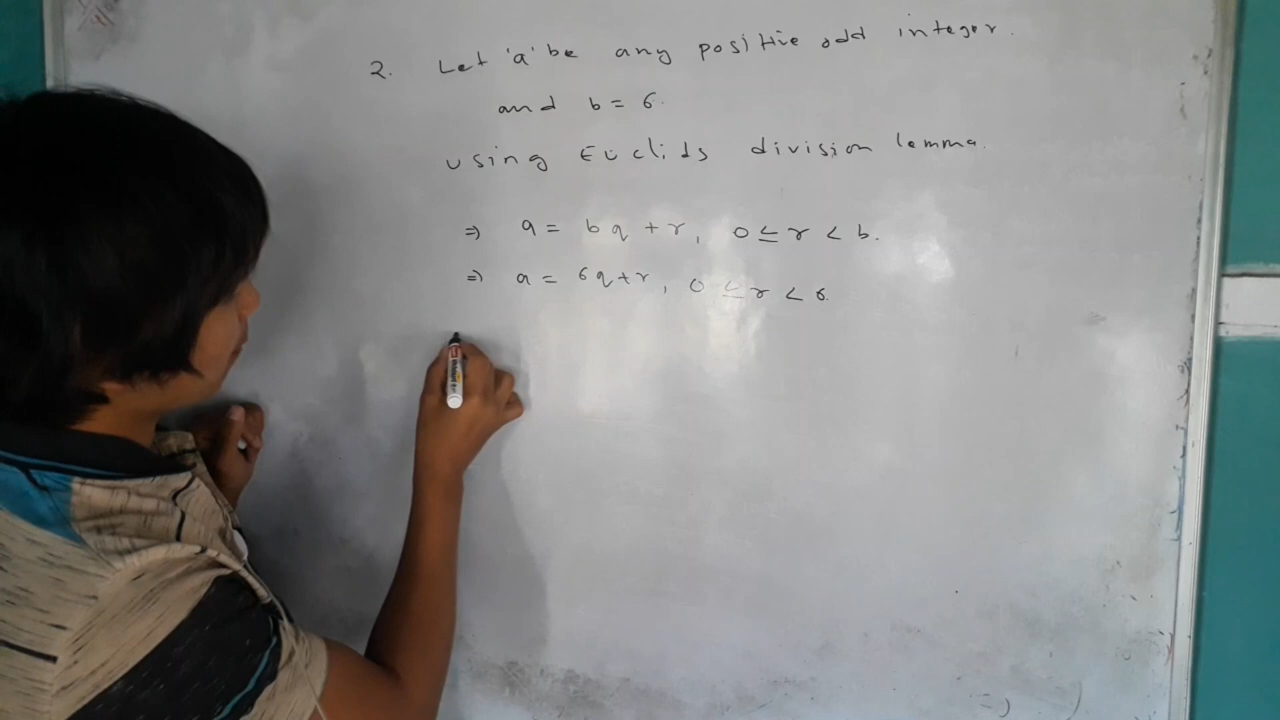 2. Let 'a' be any positive odd integer.
and b = 6.
using Euclids division lemma.
⇒ a = bq + r, 0 ≤ r < b.
⇒ a = 6q + r, 0 ≤ r < 6.